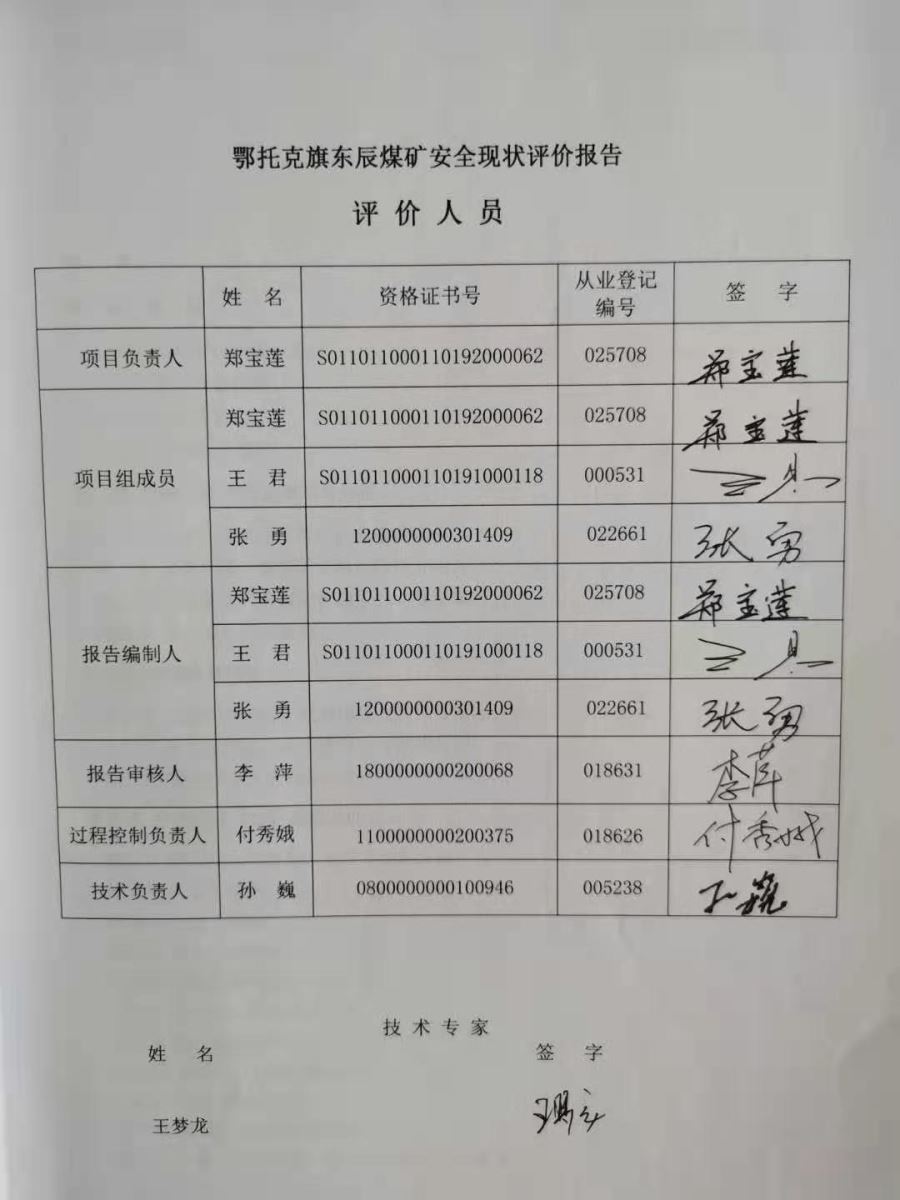 鄂托克旗东辰煤矿安全现状评价报告
评价人员
姓 名 资格证书号 从业登记编号 签 字
项目负责人 郑宝莲 S011011000110192000062 025708 郑宝莲
项目组成员 郑宝莲 S011011000110192000062 025708 郑宝莲
王 君 S011011000110191000118 000531 王君
张 勇 1200000000301409 022661 张勇
报告编制人 郑宝莲 S011011000110192000062 025708 郑宝莲
王 君 S011011000110191000118 000531 王君
张 勇 1200000000301409 022661 张勇
报告审核人 李 萍 1800000000200068 018631 李萍
过程控制负责人 付秀娥 1100000000200375 018626 付秀娥
技术负责人 孙 巍 0800000000100946 005238 孙巍
技术专家
姓 名 签 字
王梦龙